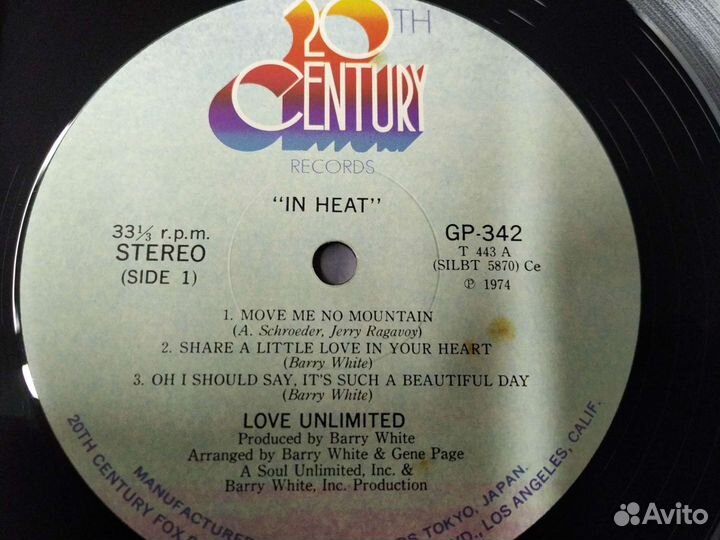 20TH
CENTURY
RECORDS
"IN HEAT"
33⅓ r.p.m.
STEREO
(SIDE 1)
GP-342
T 443 A
(SILBT 5870) Ce
℗ 1974
1. MOVE ME NO MOUNTAIN
(A. Schroeder, Jerry Ragavoy)
2. SHARE A LITTLE LOVE IN YOUR HEART
(Barry White)
3. OH I SHOULD SAY, IT'S SUCH A BEAUTIFUL DAY
(Barry White)
LOVE UNLIMITED
Produced by Barry White
Arranged by Barry White & Gene Page
A Soul Unlimited, Inc. &
Barry White, Inc. Production
MANUFACTURED TOKYO, JAPAN.
20TH CENTURY FOX LOS ANGELES, CALIF.
Avito